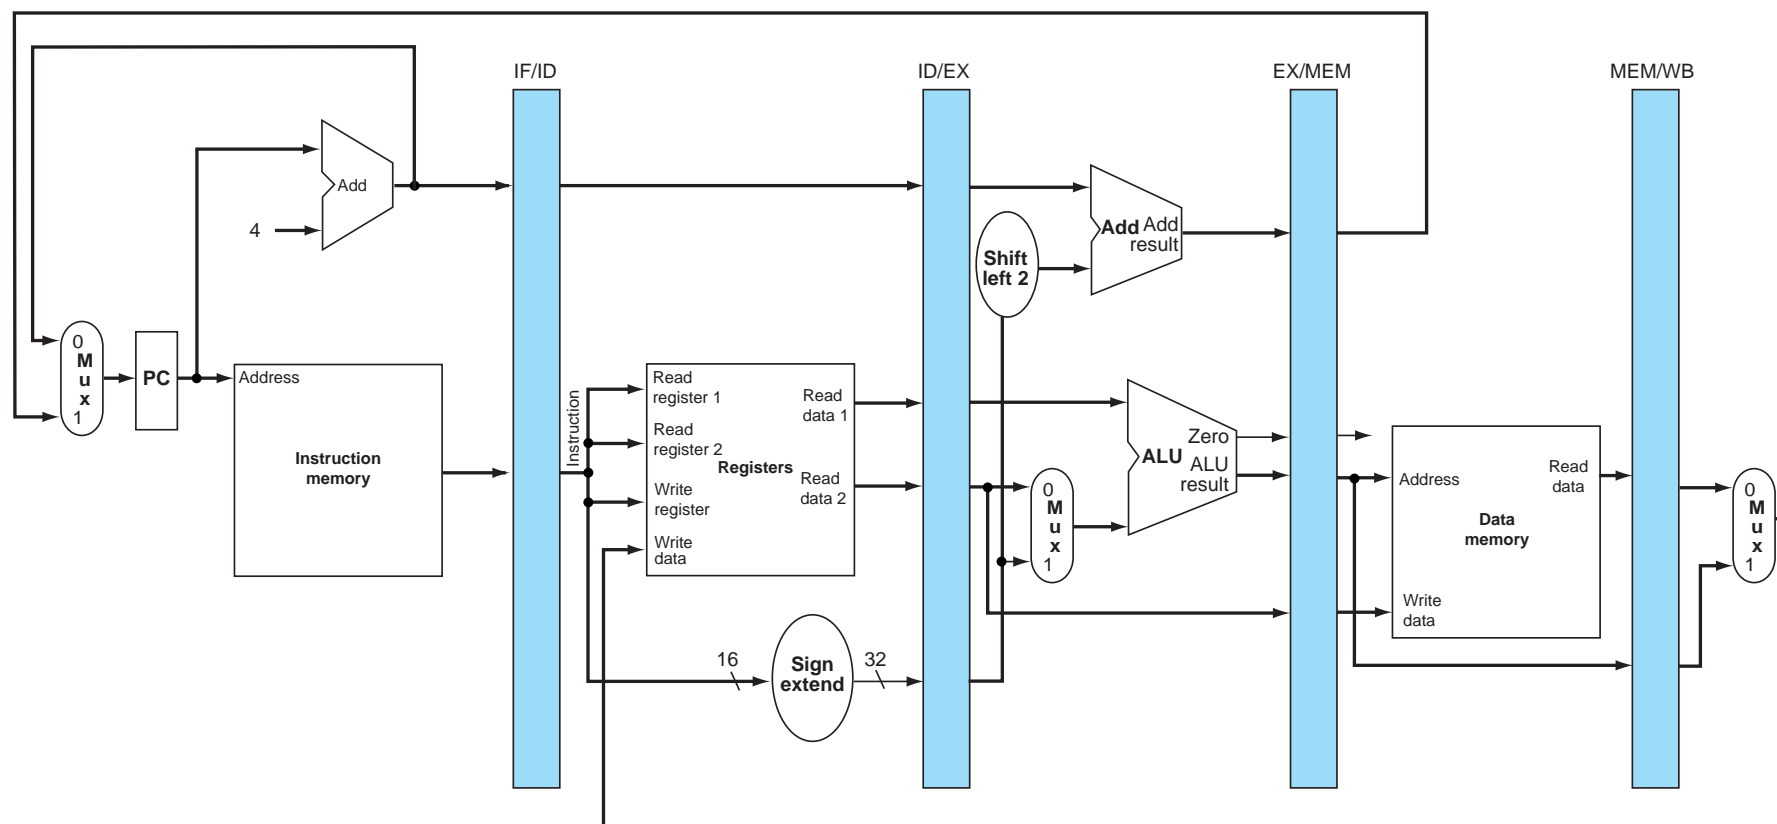 IF/ID
ID/EX
EX/MEM
MEM/WB
Add
4
Add
Add
result
Shift
left 2
0
M
u
x
1
PC
Address
Instruction
memory
Instruction
Read
register 1
Read
register 2
Write
register
Write
data
Registers
Read
data 1
Read
data 2
16
Sign
extend
32
0
M
u
x
1
ALU
Zero
ALU
result
Address
Write
data
Data
memory
Read
data
0
M
u
x
1